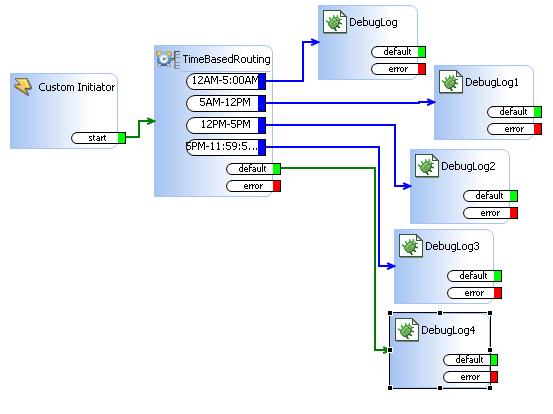 Custom Initiator
start
TimeBasedRouting
12AM-5:00AM
5AM-12PM
12PM-5PM
5PM-11:59:5...
default
error
DebugLog
default
error
DebugLog1
default
error
DebugLog2
default
error
DebugLog3
default
error
DebugLog4
default
error